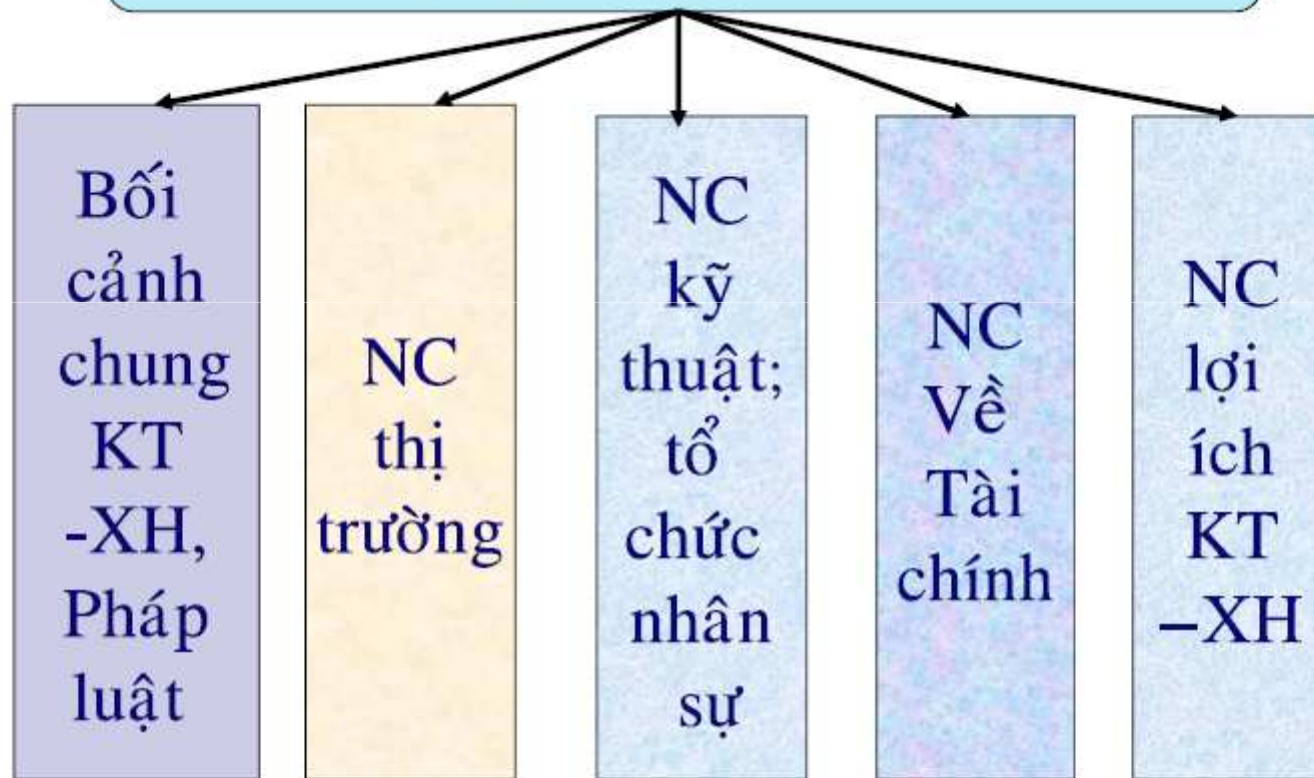 Bối
cảnh
chung
KT
-XH,
Pháp
luật
NC
thị
trường
NC
kỹ
thuật;
tổ
chức
nhân
sự
NC
Về
Tài
chính
NC
lợi
ích
KT
–XH